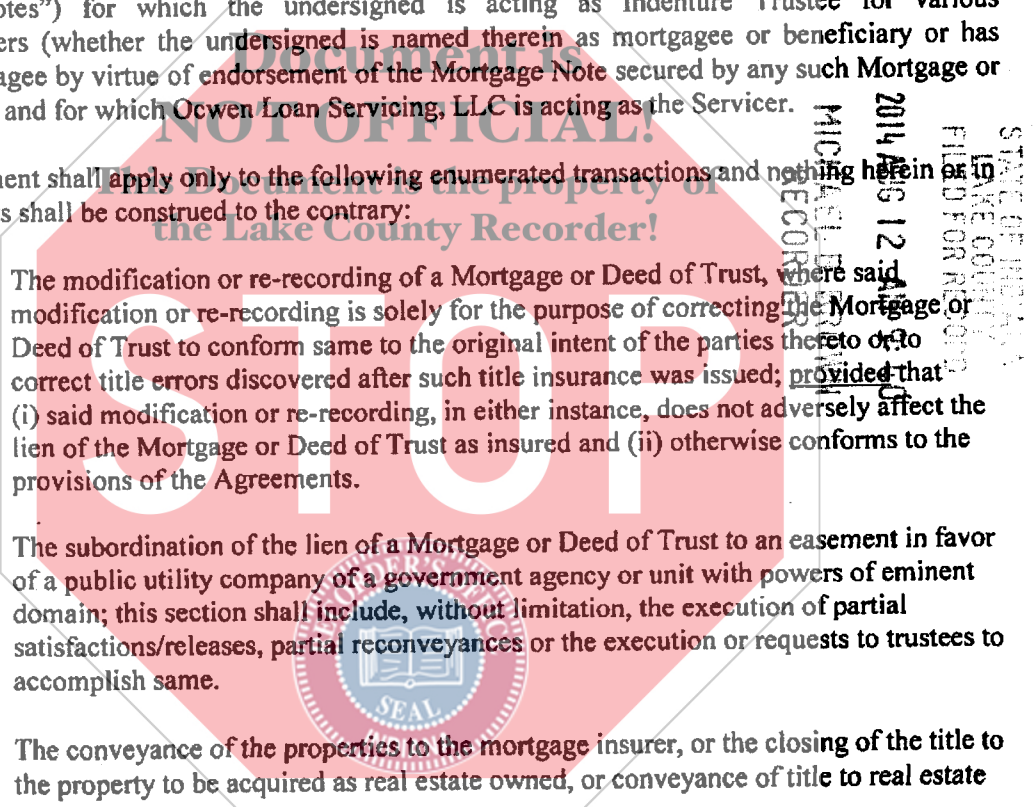 otes") for which the undersigned is acting as Indenture Trustee for various
ers (whether the undersigned is named therein as mortgagee or beneficiary or has
agee by virtue of endorsement of the Mortgage Note secured by any such Mortgage or
and for which Ocwen Loan Servicing, LLC is acting as the Servicer.
Document is
NOT OFFICIAL!
This Document is the property of
the Lake County Recorder!
ment shall apply only to the following enumerated transactions and nothing herein or in
s shall be construed to the contrary:
The modification or re-recording of a Mortgage or Deed of Trust, where said
modification or re-recording is solely for the purpose of correcting the Mortgage or
Deed of Trust to conform same to the original intent of the parties thereto or to
correct title errors discovered after such title insurance was issued; provided that
(i) said modification or re-recording, in either instance, does not adversely affect the
lien of the Mortgage or Deed of Trust as insured and (ii) otherwise conforms to the
provisions of the Agreements.
STOP
The subordination of the lien of a Mortgage or Deed of Trust to an easement in favor
of a public utility company of a government agency or unit with powers of eminent
domain; this section shall include, without limitation, the execution of partial
satisfactions/releases, partial reconveyances or the execution or requests to trustees to
accomplish same.
SEAL
The conveyance of the properties to the mortgage insurer, or the closing of the title to
the property to be acquired as real estate owned, or conveyance of title to real estate
2014 AUG 12
RECORDER
FILED FOR RECORD
LAKE COUNTY